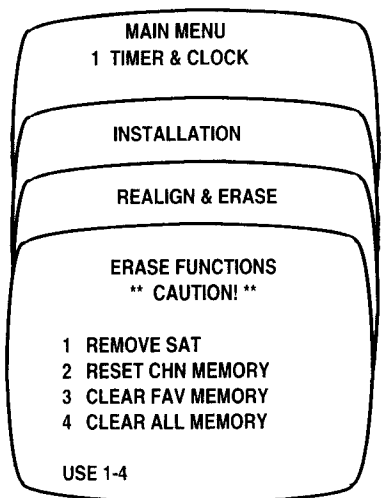 MAIN MENU
1 TIMER & CLOCK
INSTALLATION
REALIGN & ERASE
ERASE FUNCTIONS
** CAUTION! **
1 REMOVE SAT
2 RESET CHN MEMORY
3 CLEAR FAV MEMORY
4 CLEAR ALL MEMORY
USE 1-4